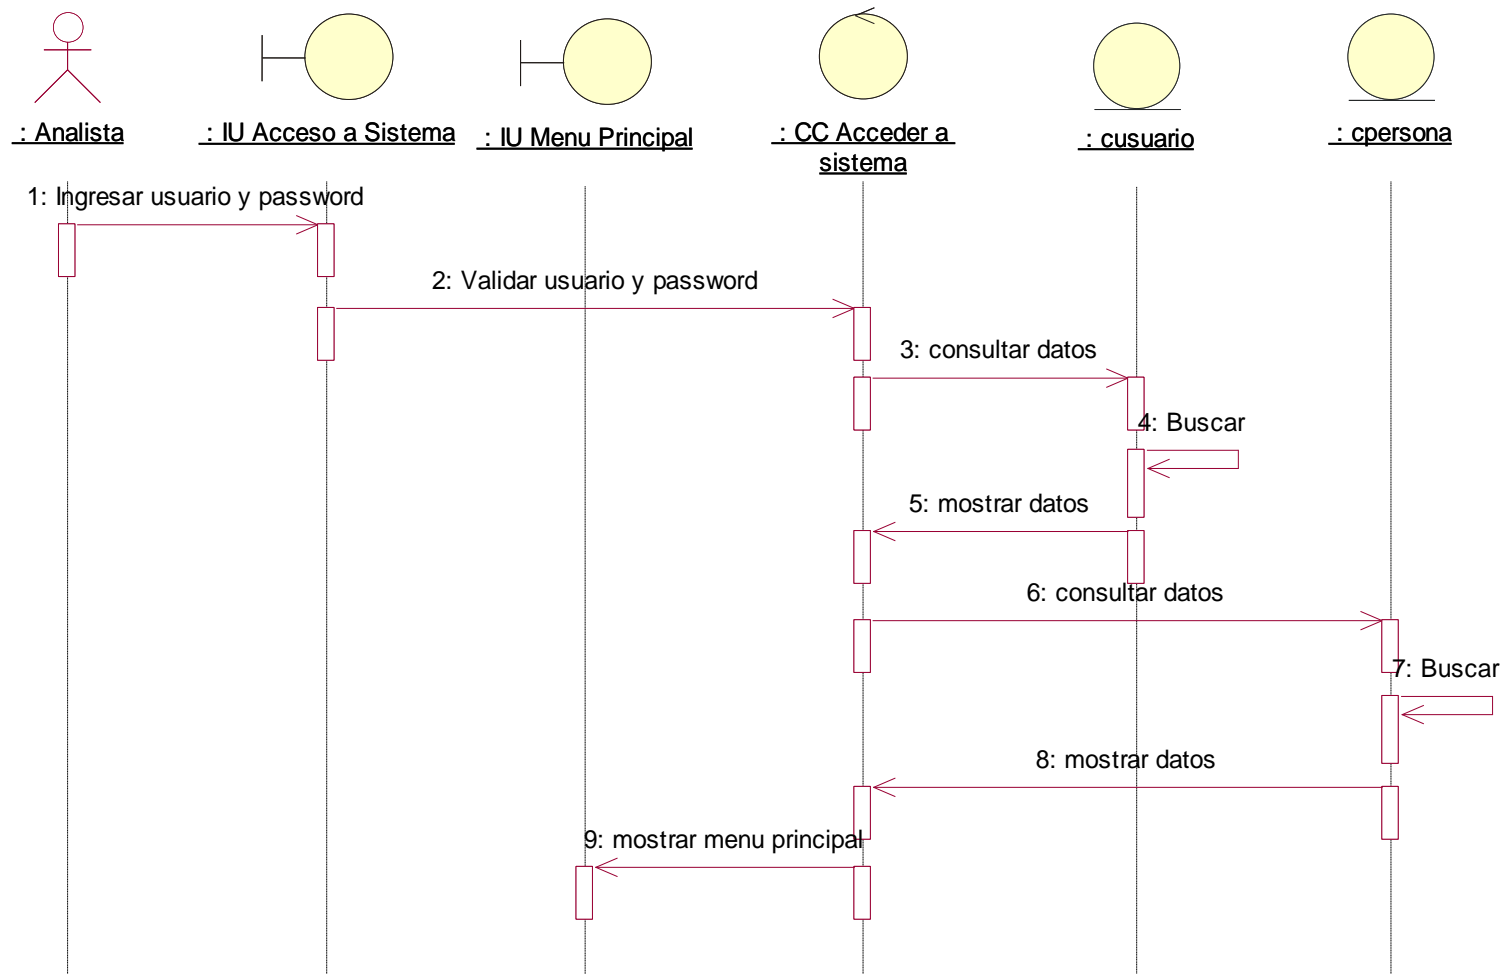 : Analista
: IU Acceso a Sistema
: IU Menu Principal
: CC Acceder a
sistema
: cusuario
: cpersona
1: Ingresar usuario y password
2: Validar usuario y password
3: consultar datos
4: Buscar
5: mostrar datos
6: consultar datos
7: Buscar
8: mostrar datos
9: mostrar menu principal